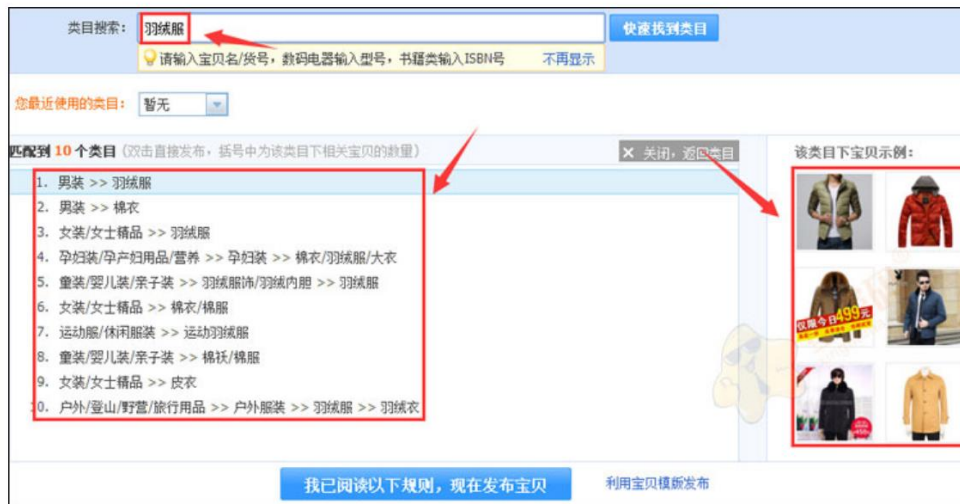 类目搜索： 羽绒服 快速找到类目
请输入宝贝名/货号，数码电器输入型号，书籍类输入ISBN号 不再显示
您最近使用的类目： 暂无
匹配到 10 个类目（双击直接发布，括号中为该类目下相关宝贝的数量） × 关闭，返回类目 该类目下宝贝示例：
1. 男装 >> 羽绒服
2. 男装 >> 棉衣
3. 女装/女士精品 >> 羽绒服
4. 孕妇装/孕产妇用品/营养 >> 孕妇装 >> 棉衣/羽绒服/大衣
5. 童装/婴儿装/亲子装 >> 羽绒服饰/羽绒内胆 >> 羽绒服
6. 女装/女士精品 >> 棉衣/棉服
7. 运动服/休闲服装 >> 运动羽绒服
8. 童装/婴儿装/亲子装 >> 棉袄/棉服
9. 女装/女士精品 >> 皮衣
10. 户外/登山/野营/旅行用品 >> 户外服装 >> 羽绒服 >> 羽绒衣
仅限今日499元
我已阅读以下规则，现在发布宝贝 利用宝贝模版发布